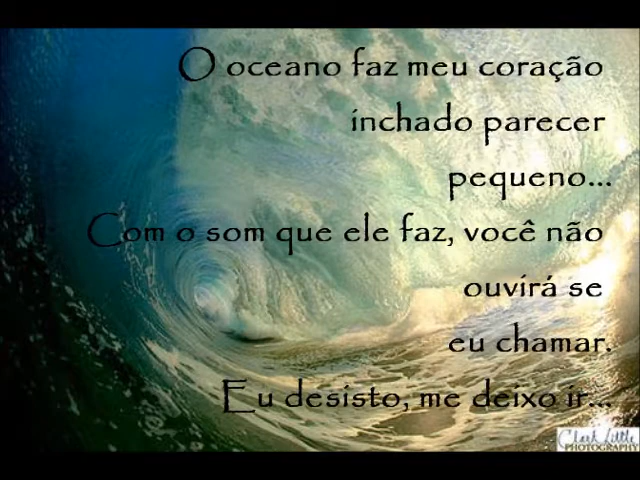 O oceano faz meu coração
inchado parecer
pequeno...
Com o som que ele faz, você não
ouvirá se
eu chamar.
Eu desisto, me deixo ir...
Clark Little
PHOTOGRAPHY